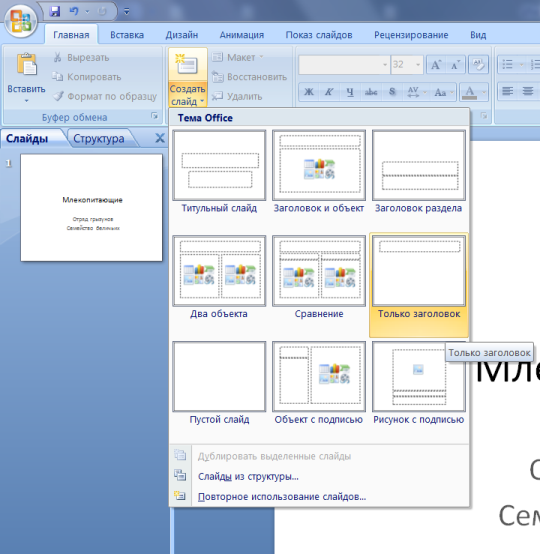 Главная Вставка Дизайн Анимация Показ слайдов Рецензирование Вид
Вставить
Вырезать
Копировать
Формат по образцу
Буфер обмена
Создать
слайд
Макет
Восстановить
Удалить
32
Ж К Ч abc S AV Aa A
Слайды Структура
1
Млекопитающие
Отряд грызунов
Семейство Беличьих
Тема Office
Титульный слайд Заголовок и объект Заголовок раздела
Два объекта Сравнение Только заголовок
Только заголовок
Пустой слайд Объект с подписью Рисунок с подписью
Дублировать выделенные слайды
Слайды из структуры...
Повторное использование слайдов...
Мле
Сем